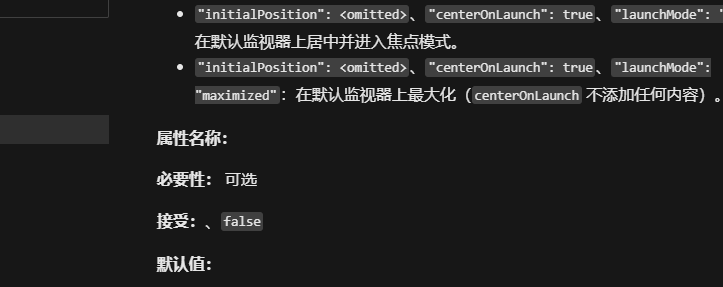 "initialPosition": <omitted>、"centerOnLaunch": true、"launchMode":
在默认监视器上居中并进入焦点模式。
"initialPosition": <omitted>、"centerOnLaunch": true、"launchMode":
"maximized"：在默认监视器上最大化（centerOnLaunch 不添加任何内容）。
属性名称：
必要性： 可选
接受：、false
默认值：